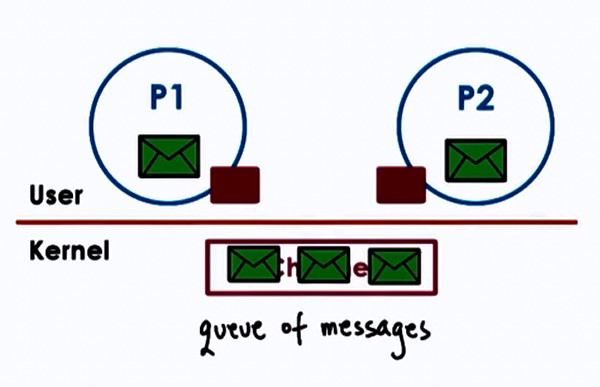 P1
P2
User
Kernel
queue of messages